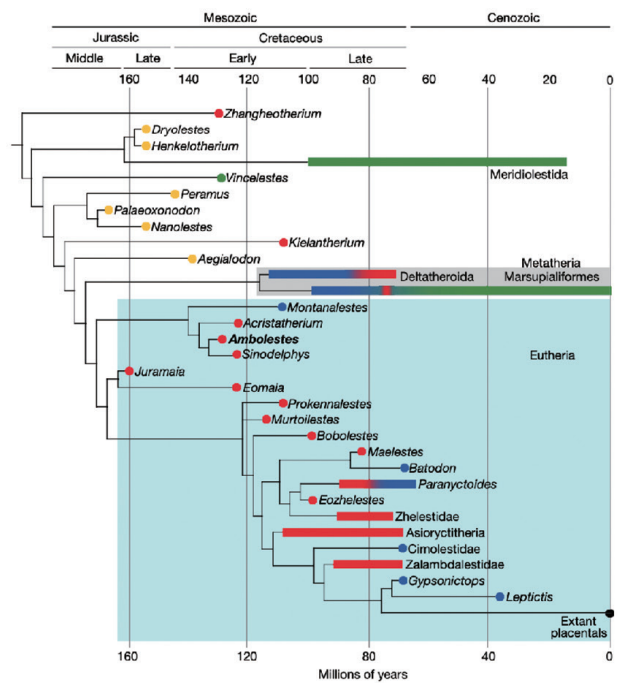 Mesozoic Cenozoic
Jurassic Cretaceous
Middle Late Early Late
160 140 120 100 80 60 40 20 0
Zhangheotherium
Dryolestes
Henkelotherium
Meridiolestida
Vincelestes
Peramus
Palaeoxonodon
Nanolestes
Kielantherium
Aegialodon
Metatheria
Deltatheroida Marsupialiformes
Montanalestes
Acristatherium
Ambolestes
Sinodelphys
Eutheria
Juramaia
Eomaia
Prokennalestes
Murtoilestes
Bobolestes
Maelestes
Batodon
Paranyctoides
Eozhelestes
Zhelestidae
Asioryctitheria
Cimolestidae
Zalambdalestidae
Gypsonictops
Leptictis
Extant
placentals
160 120 80 40 0
Millions of years